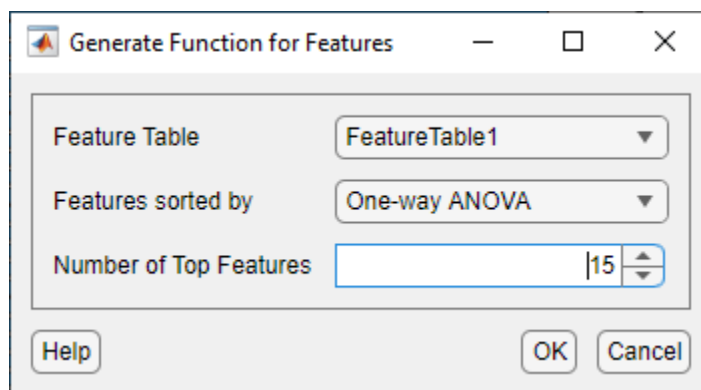 Generate Function for Features
Feature Table FeatureTable1
Features sorted by One-way ANOVA
Number of Top Features 15
Help OK Cancel